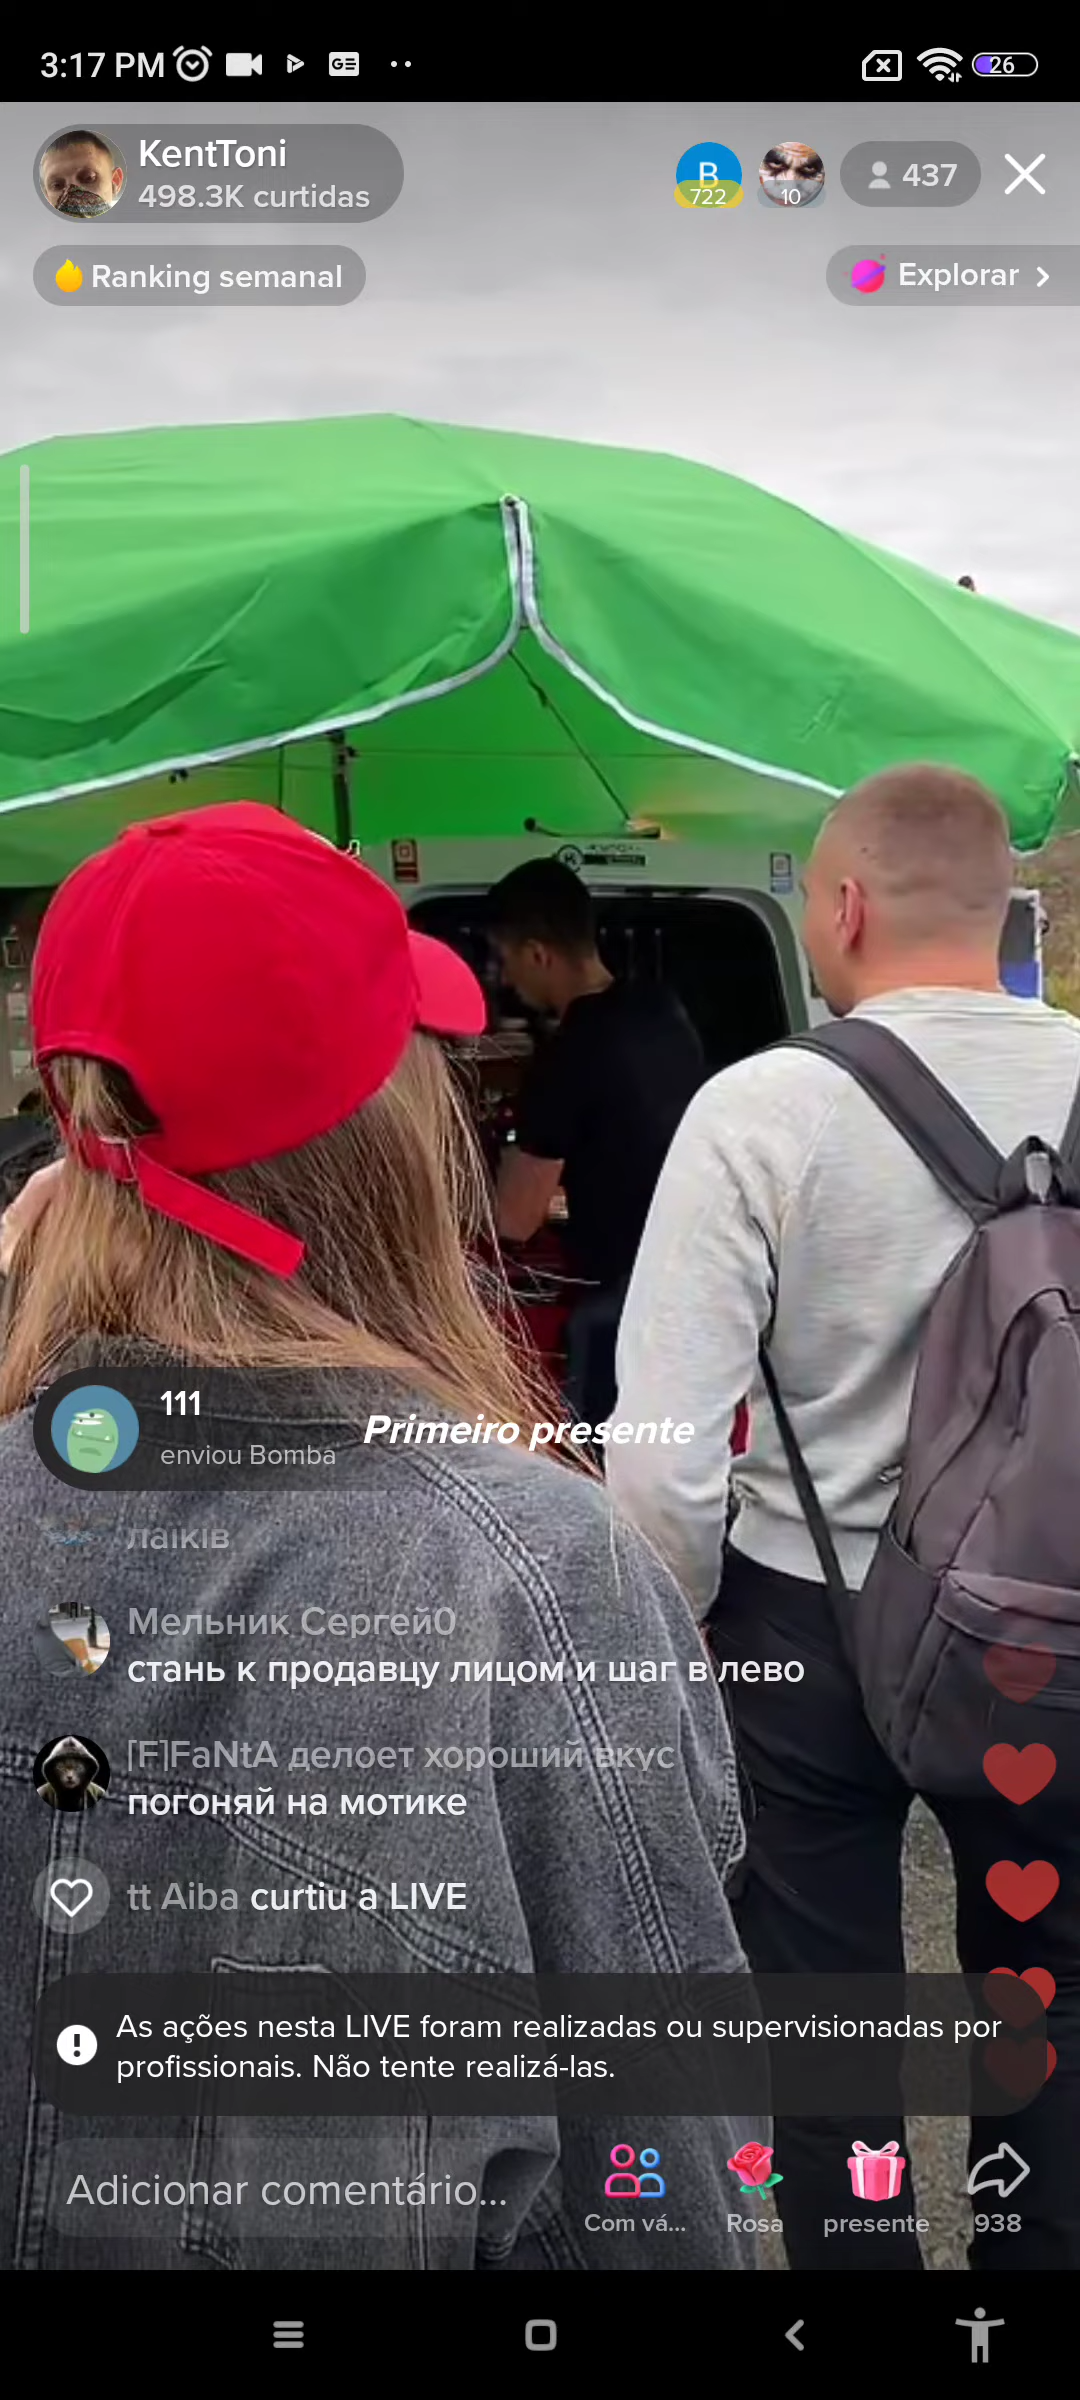 3:17 PM
26
KentToni
498.3K curtidas
B
722
10
437
Ranking semanal
Explorar
111
enviou Bomba
Primeiro presente
лайків
Мельник Сергей0
стань к продавцу лицом и шаг в лево
[F]FaNtA делоет хороший вкус
погоняй на мотике
tt Aiba curtiu a LIVE
As ações nesta LIVE foram realizadas ou supervisionadas por
profissionais. Não tente realizá-las.
Adicionar comentário...
Com vá...
Rosa
presente
938